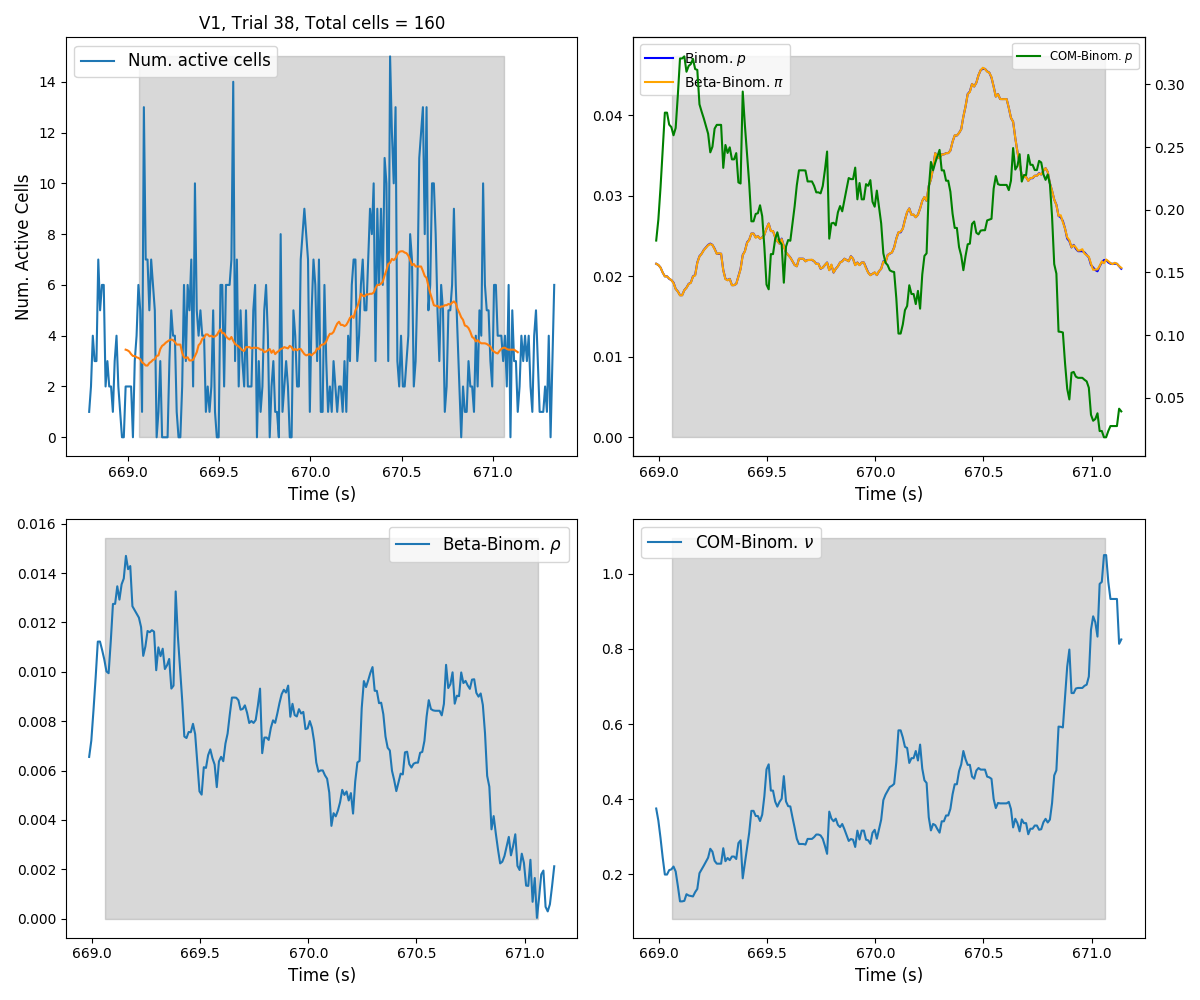 V1, Trial 38, Total cells = 160
Num. active cells
Num. Active Cells
14
12
10
8
6
4
2
0
669.0 669.5 670.0 670.5 671.0
Time (s)
Binom. p
Beta-Binom. π
COM-Binom. p
0.04
0.03
0.02
0.01
0.00
0.30
0.25
0.20
0.15
0.10
0.05
669.0 669.5 670.0 670.5 671.0
Time (s)
Beta-Binom. ρ
0.016
0.014
0.012
0.010
0.008
0.006
0.004
0.002
0.000
669.0 669.5 670.0 670.5 671.0
Time (s)
COM-Binom. ν
1.0
0.8
0.6
0.4
0.2
669.0 669.5 670.0 670.5 671.0
Time (s)